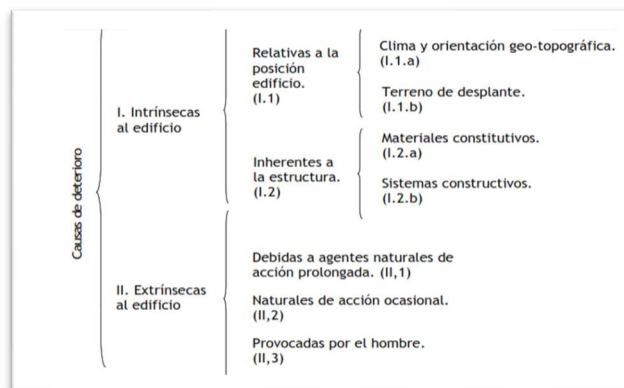 Causas de deterioro
I. Intrínsecas
al edificio
Relativas a la
posición
edificio.
(I.1)
Clima y orientación geo-topográfica.
(I.1.a)
Terreno de desplante.
(I.1.b)
Inherentes a
la estructura.
(I.2)
Materiales constitutivos.
(I.2.a)
Sistemas constructivos.
(I.2.b)
II. Extrínsecas
al edificio
Debidas a agentes naturales de
acción prolongada. (II,1)
Naturales de acción ocasional.
(II,2)
Provocadas por el hombre.
(II,3)